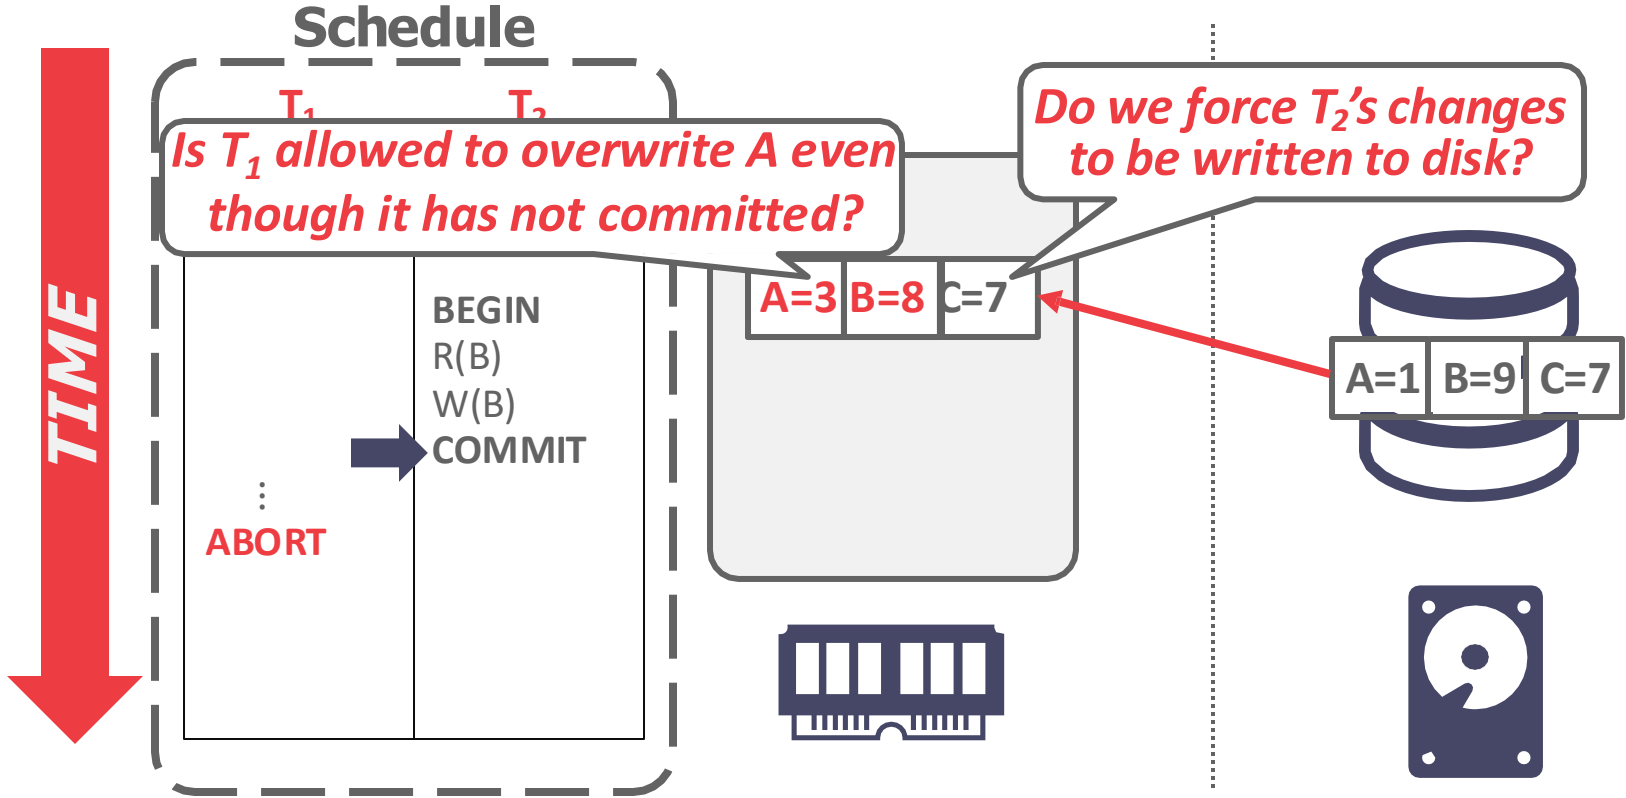 Schedule
TIME
T₁ T₂
Is T₁ allowed to overwrite A even
though it has not committed?
Do we force T₂’s changes
to be written to disk?
BEGIN
R(B)
W(B)
COMMIT
⋮
ABORT
A=3 B=8 C=7
A=1 B=9 C=7